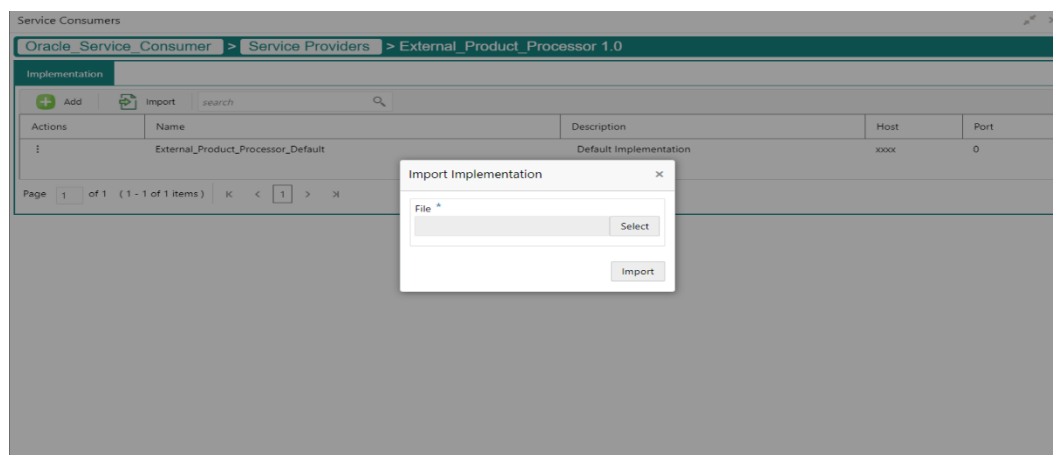 Service Consumers
Oracle_Service_Consumer > Service Providers > External_Product_Processor 1.0
Implementation
Add Import search
Actions Name Description Host Port
External_Product_Processor_Default Default Implementation xxxx 0
Page 1 of 1 (1 - 1 of 1 items) K < 1 > >|
Import Implementation ×
File *
Select
Import